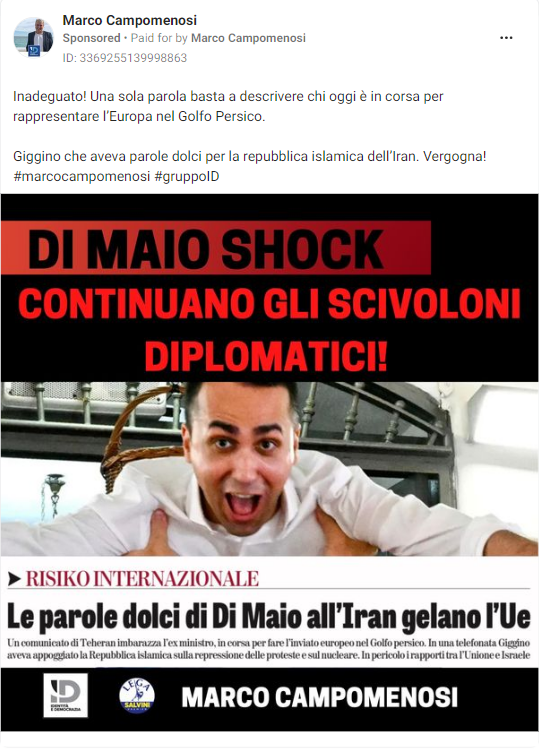 Marco Campomenosi
Sponsored • Paid for by Marco Campomenosi
ID: 3369255139998863
Inadeguato! Una sola parola basta a descrivere chi oggi è in corsa per
rappresentare l'Europa nel Golfo Persico.
Giggino che aveva parole dolci per la repubblica islamica dell'Iran. Vergogna!
#marcocampomenosi #gruppoID
DI MAIO SHOCK
CONTINUANO GLI SCIVOLONI
DIPLOMATICI!
➤ RISIKO INTERNAZIONALE
Le parole dolci di Di Maio all'Iran gelano l'Ue
Un comunicato di Teheran imbarazza l'ex ministro, in corsa per fare l'inviato europeo nel Golfo persico. In una telefonata Giggino
aveva appoggiato la Repubblica islamica sulla repressione delle proteste e sul nucleare. In pericolo i rapporti tra l'Unione e Israele
ID
IDENTITÀ
E DEMOCRAZIA
LEGA
SALVINI
PREMIER
MARCO CAMPOMENOSI